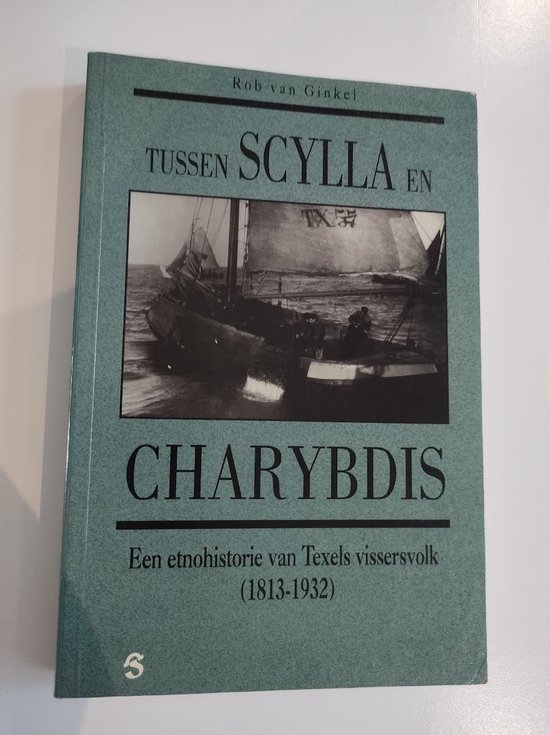 Rob van Ginkel
TUSSEN SCYLLA EN
TX 57
CHARYBDIS
Een etnohistorie van Texels vissersvolk
(1813-1932)
S